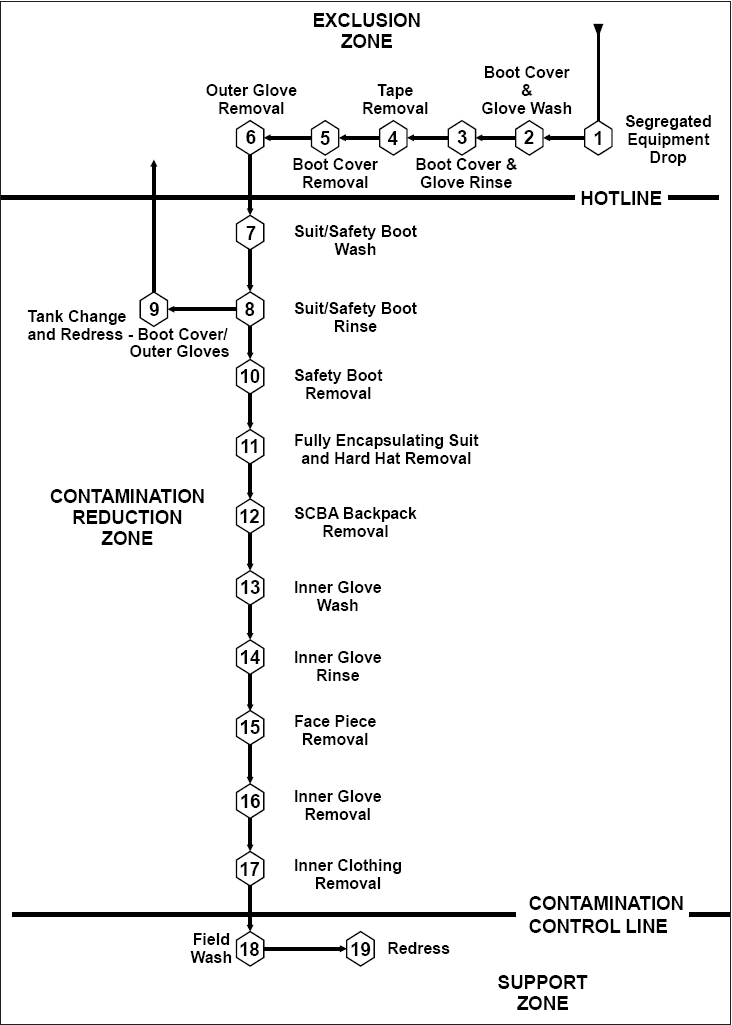 EXCLUSION
ZONE
Boot Cover
&
Glove Wash
Tape
Removal
Outer Glove
Removal
Segregated
Equipment
Drop
6
5
4
3
2
1
Boot Cover
Removal
Boot Cover &
Glove Rinse
HOTLINE
7
Suit/Safety Boot
Wash
9
8
Suit/Safety Boot
Rinse
Tank Change
and Redress - Boot Cover/
Outer Gloves
10
Safety Boot
Removal
11
Fully Encapsulating Suit
and Hard Hat Removal
CONTAMINATION
REDUCTION
ZONE
12
SCBA Backpack
Removal
13
Inner Glove
Wash
14
Inner Glove
Rinse
15
Face Piece
Removal
16
Inner Glove
Removal
17
Inner Clothing
Removal
CONTAMINATION
CONTROL LINE
Field
Wash
18
19
Redress
SUPPORT
ZONE